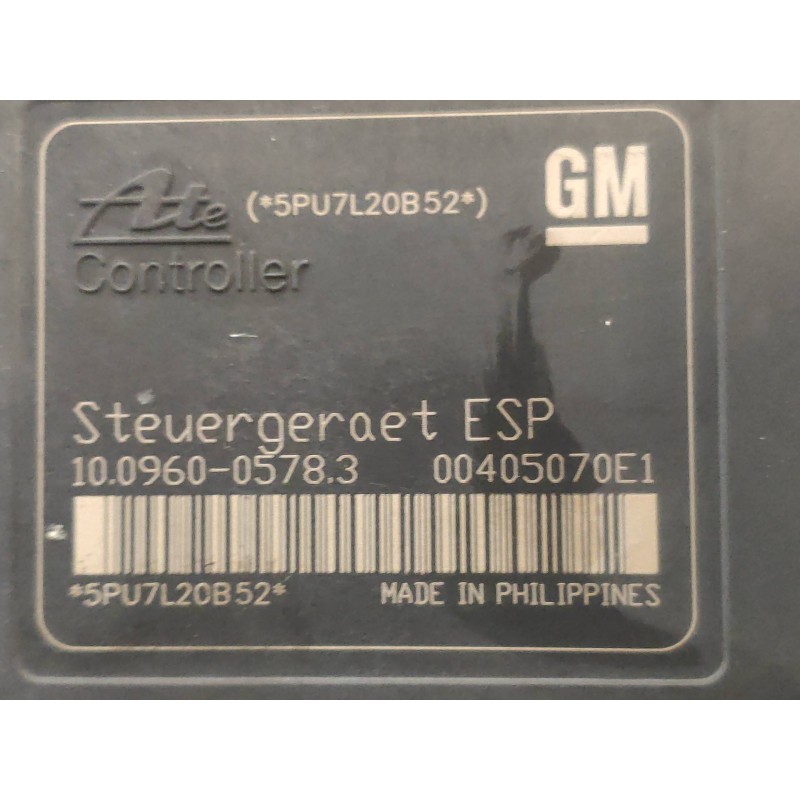 Ate (*5PU7L20B52*) GM
Controller
Steuergeraet ESP
10.0960-0578.3 00405070E1
*5PU7L20B52* MADE IN PHILIPPINES